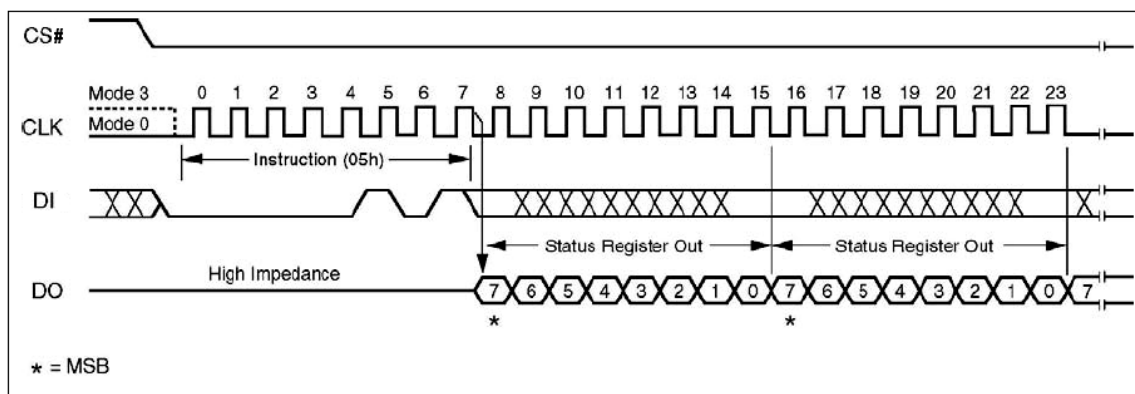 CS#
Mode 3
0 1 2 3 4 5 6 7 8 9 10 11 12 13 14 15 16 17 18 19 20 21 22 23
CLK
Mode 0
Instruction (05h)
DI
Status Register Out Status Register Out
High Impedance
DO
7 6 5 4 3 2 1 0 7 6 5 4 3 2 1 0 7
* *
* = MSB